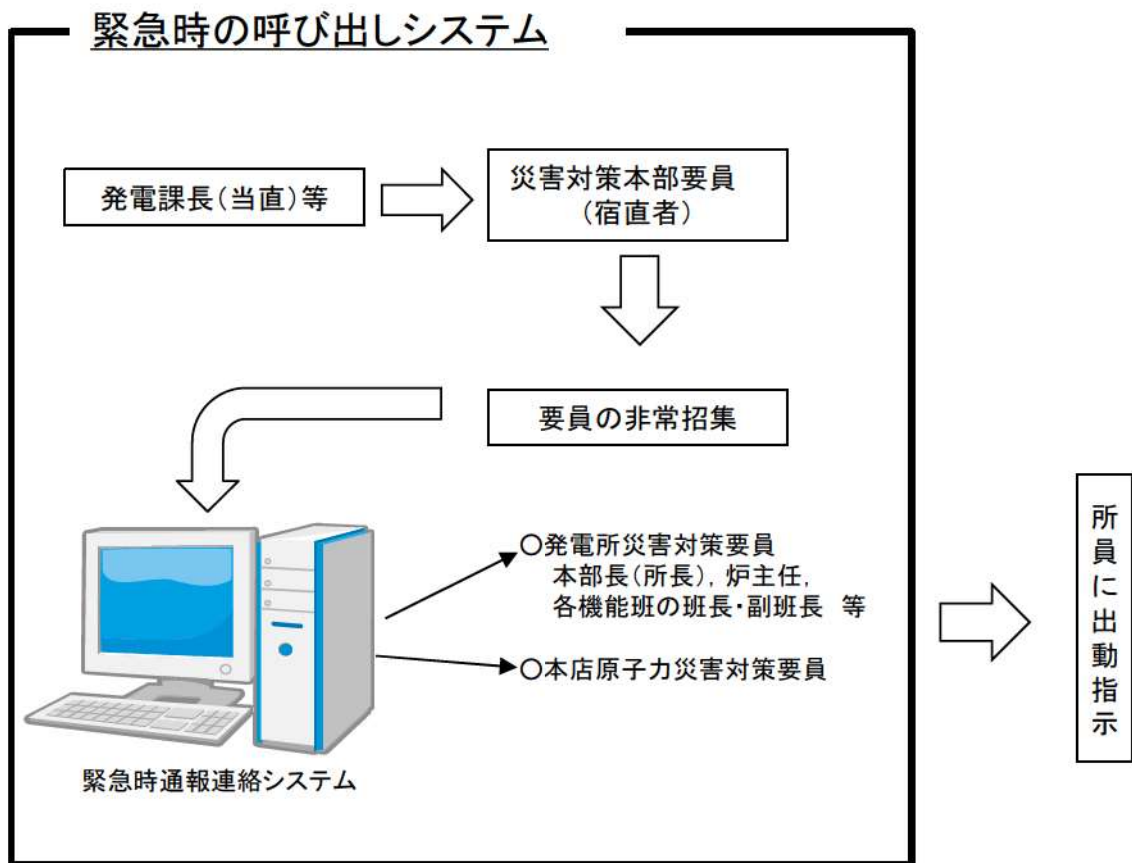 緊急時の呼び出しシステム
発電課長(当直)等
災害対策本部要員
(宿直者)
要員の非常招集
○発電所災害対策要員
本部長(所長),炉主任,
各機能班の班長・副班長 等
○本店原子力災害対策要員
緊急時通報連絡システム
所員に出動指示